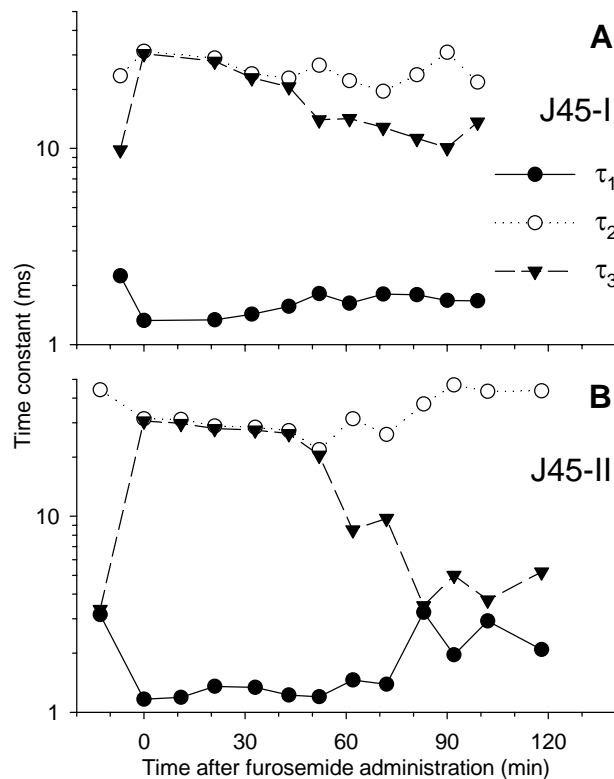 A
J45-I
10
τ1
τ2
τ3
1
Time constant (ms)
B
J45-II
10
1
0 30 60 90 120
Time after furosemide administration (min)